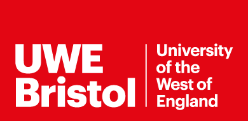 UWE
Bristol
University
of the
West of
England